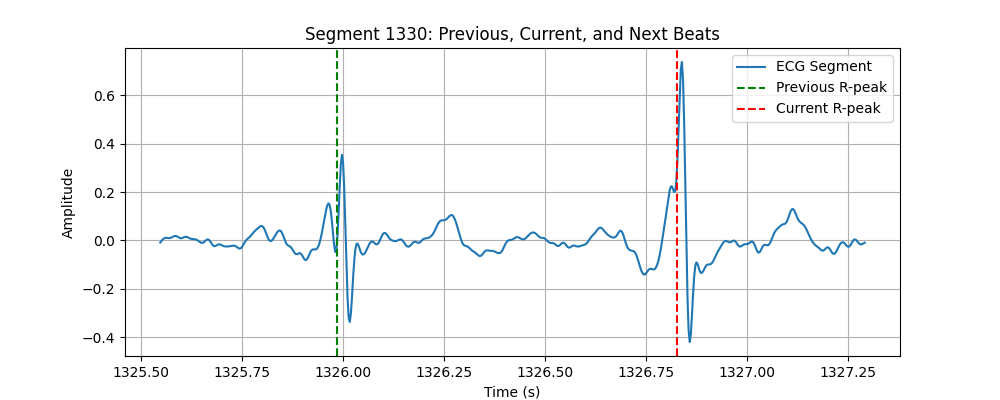 Segment 1330: Previous, Current, and Next Beats
ECG Segment
Previous R-peak
Current R-peak
Amplitude
0.6
0.4
0.2
0.0
−0.2
−0.4
1325.50 1325.75 1326.00 1326.25 1326.50 1326.75 1327.00 1327.25
Time (s)